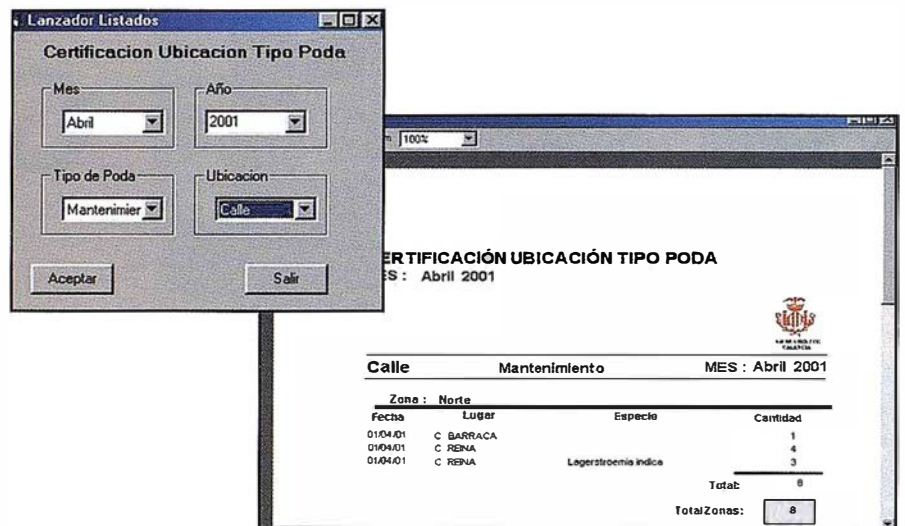 Lanzador Listados
Certificacion Ubicacion Tipo Poda
Mes
Año
Abril
2001
Tipo de Poda
Ubicacion
Mantenimier
Calle
Aceptar
Salir
100%
ERTIFICACIÓN UBICACIÓN TIPO PODA
ES : Abril 2001
Calle Mantenimiento MES : Abril 2001
Zona : Norte
Fecha Lugar Especie Cantidad
01/04/01 C BARRACA 1
01/04/01 C REINA 4
01/04/01 C REINA Lagerstroemia indica 3
Total: 8
TotalZonas: 8